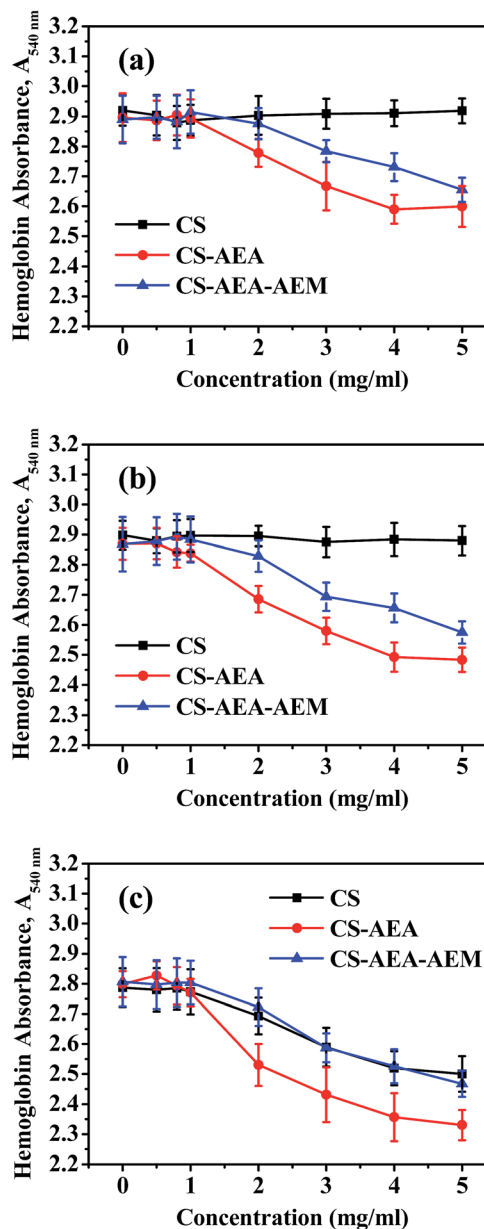 (a)
Hemoglobin Absorbance, A540 nm
3.2
3.1
3.0
2.9
2.8
2.7
2.6
2.5
2.4
2.3
2.2
CS
CS-AEA
CS-AEA-AEM
0 1 2 3 4 5
Concentration (mg/ml)
(b)
Hemoglobin Absorbance, A540 nm
3.2
3.1
3.0
2.9
2.8
2.7
2.6
2.5
2.4
2.3
2.2
CS
CS-AEA
CS-AEA-AEM
0 1 2 3 4 5
Concentration (mg/ml)
(c)
Hemoglobin Absorbance, A540 nm
3.2
3.1
3.0
2.9
2.8
2.7
2.6
2.5
2.4
2.3
2.2
CS
CS-AEA
CS-AEA-AEM
0 1 2 3 4 5
Concentration (mg/ml)